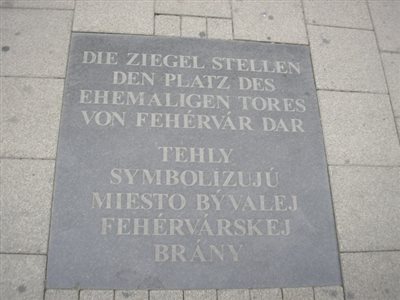 DIE ZIEGEL STELLEN
DEN PLATZ DES
EHEMALIGEN TORES
VON FEHÉRVÁR DAR
TEHLY
SYMBOLIZUJÚ
MIESTO BÝVALEJ
FEHÉRVÁRSKEJ
BRÁNY